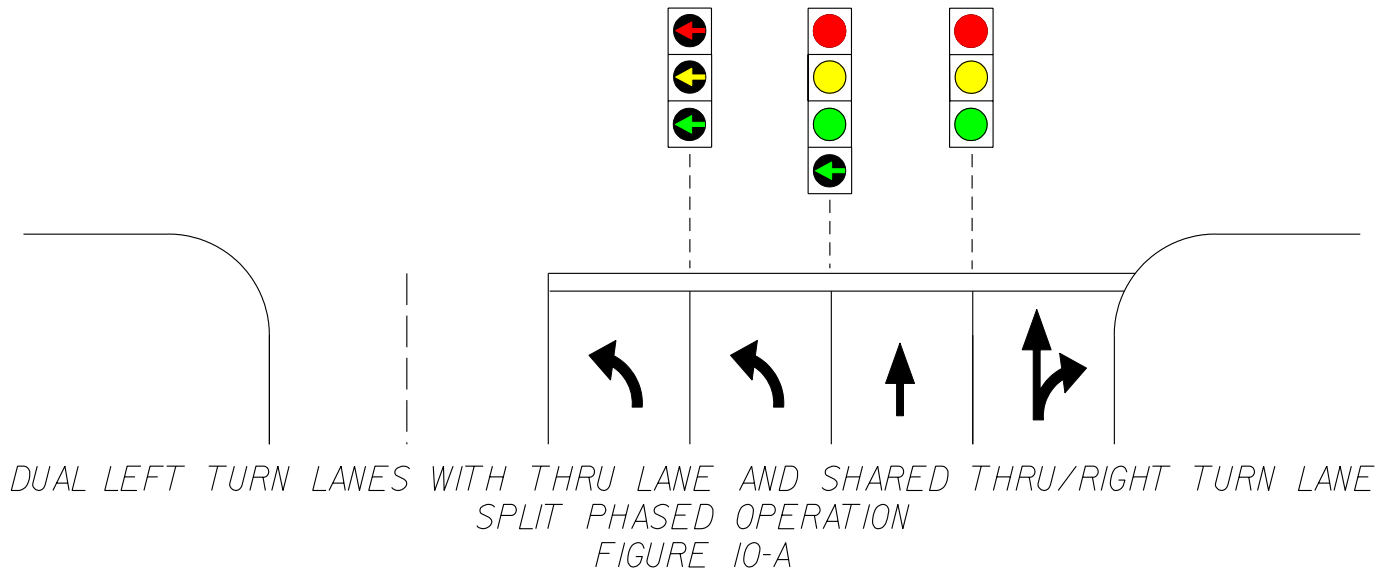 DUAL LEFT TURN LANES WITH THRU LANE AND SHARED THRU/RIGHT TURN LANE
SPLIT PHASED OPERATION
FIGURE 10-A